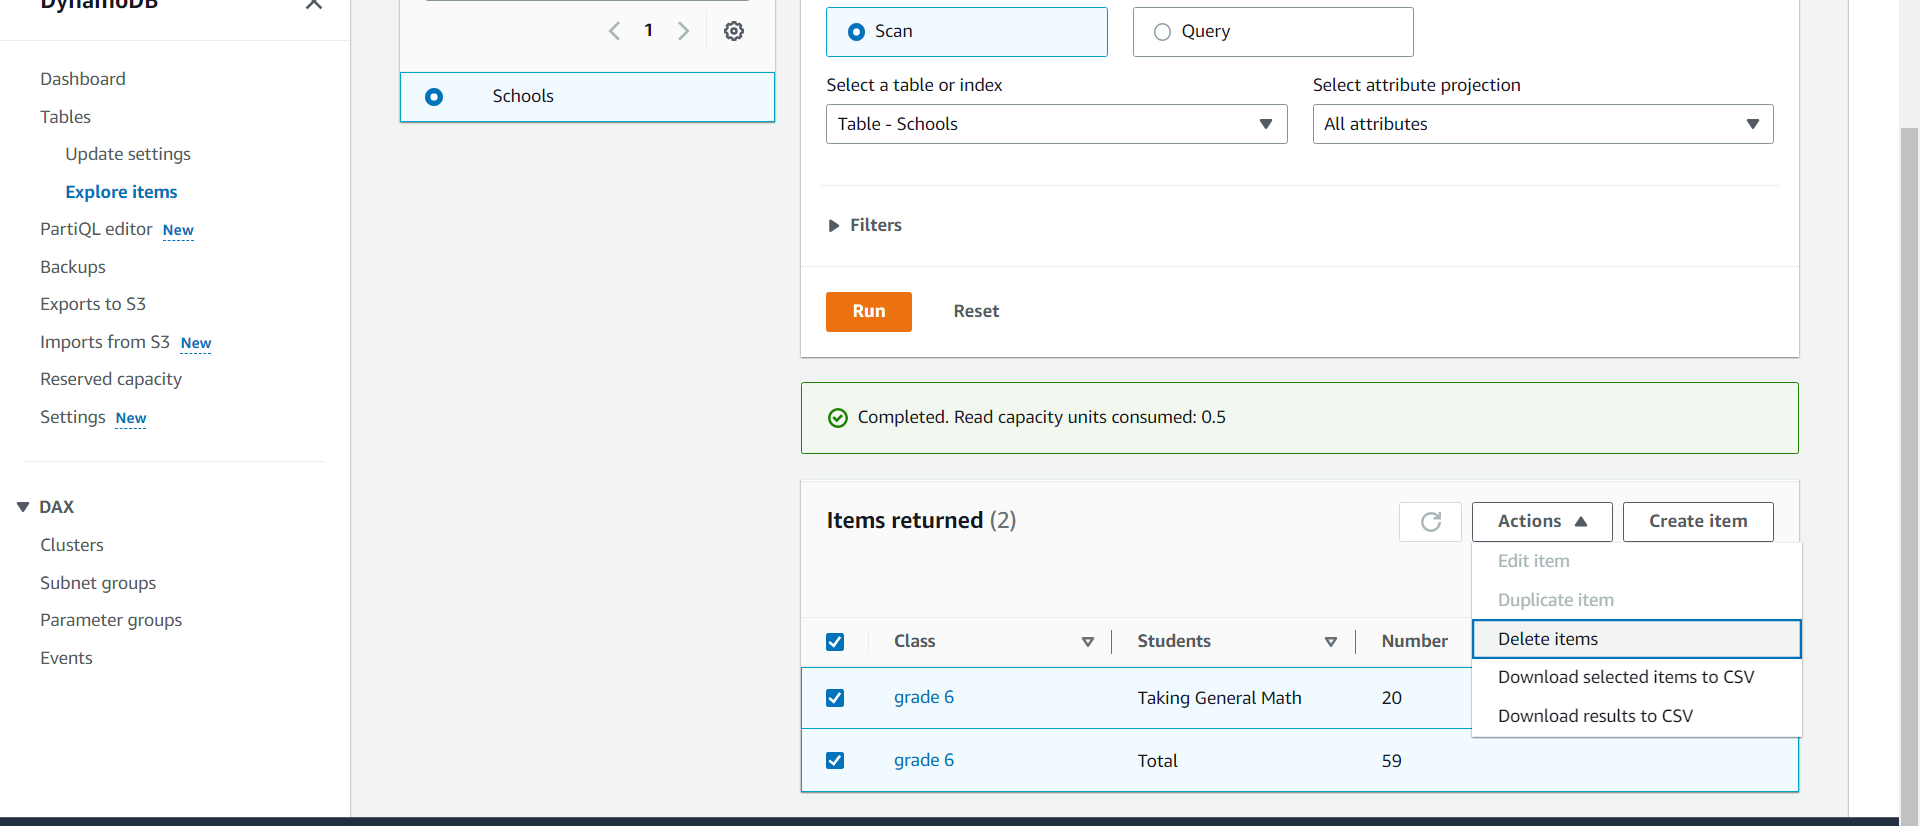 DynamoDB
Dashboard
Tables
Update settings
Explore items
PartiQL editor New
Backups
Exports to S3
Imports from S3 New
Reserved capacity
Settings New
DAX
Clusters
Subnet groups
Parameter groups
Events
1
Schools
Scan
Query
Select a table or index
Select attribute projection
Table - Schools
All attributes
Filters
Run
Reset
Completed. Read capacity units consumed: 0.5
Items returned (2)
Actions
Create item
Edit item
Duplicate item
Delete items
Download selected items to CSV
Download results to CSV
Class
Students
Number
grade 6
Taking General Math
20
grade 6
Total
59